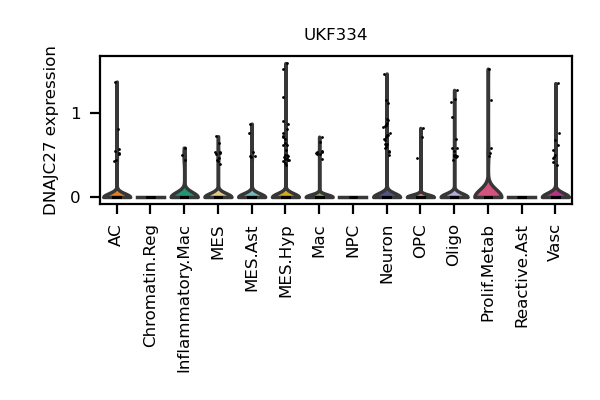 UKF334
DNAJC27 expression
1
0
AC
Chromatin.Reg
Inflammatory.Mac
MES
MES.Ast
MES.Hyp
Mac
NPC
Neuron
OPC
Oligo
Prolif.Metab
Reactive.Ast
Vasc